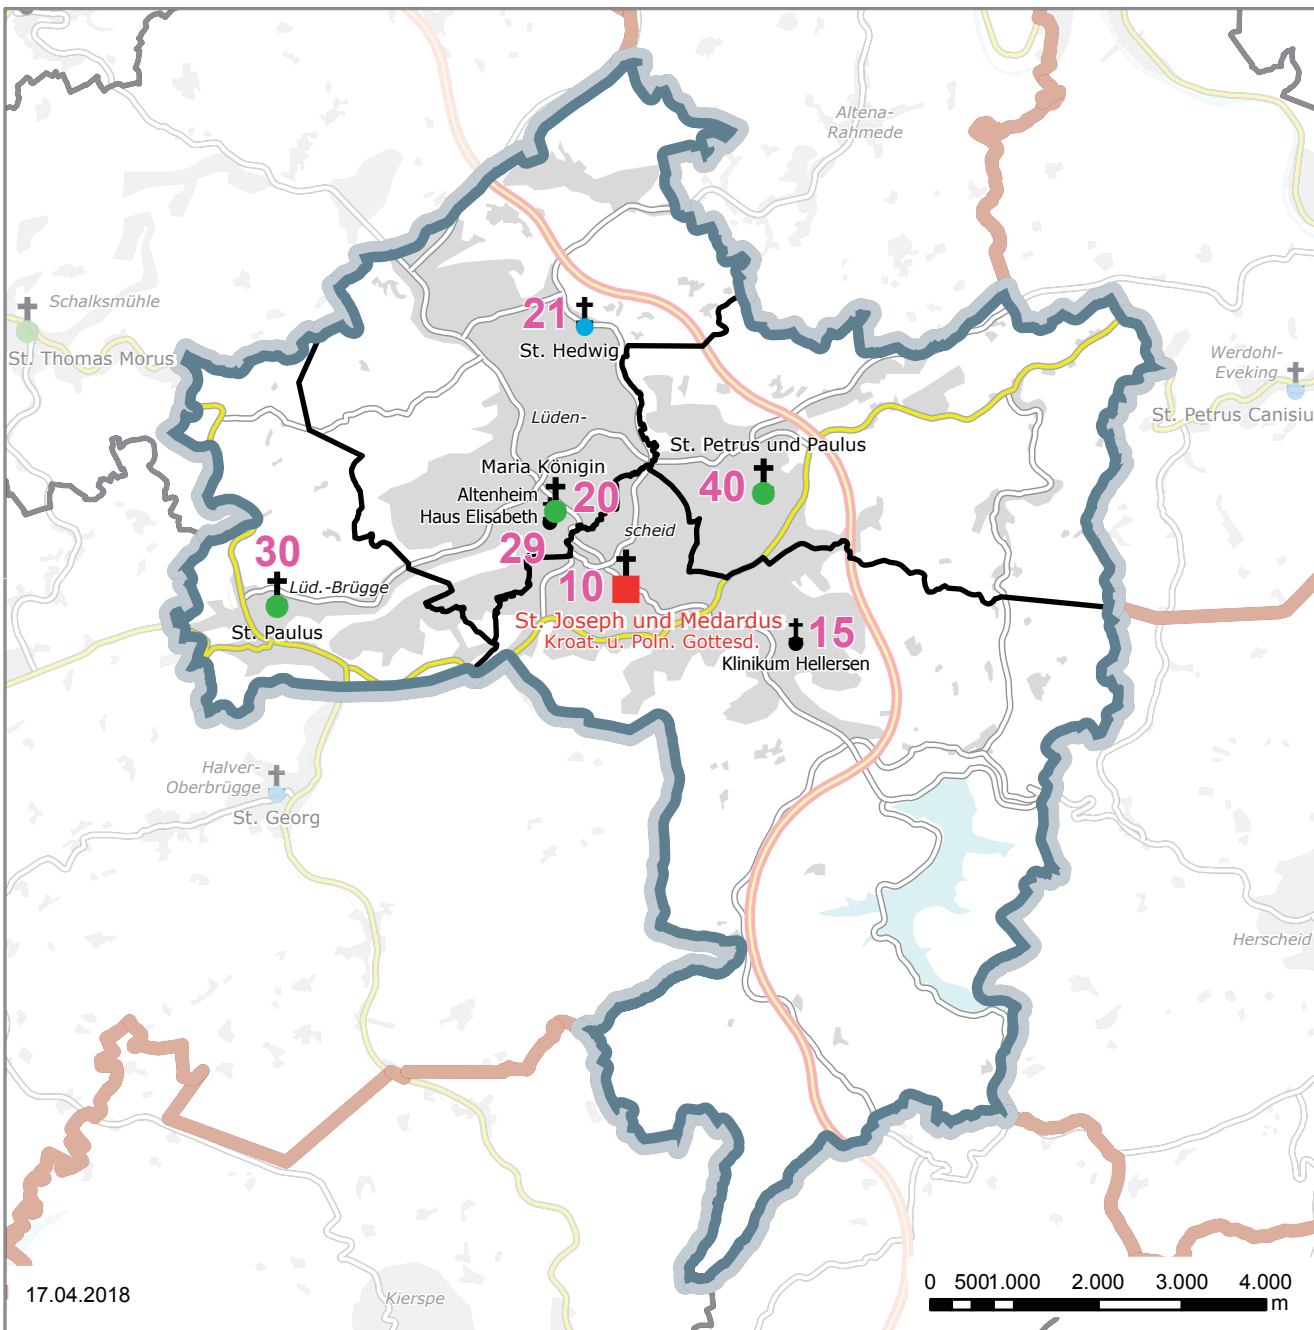 Altena-
Rahmede
Schalksmühle
St. Thomas Morus
21
St. Hedwig
Werdohl-
Eveking
St. Petrus Canisiu
Lüden-
St. Petrus und Paulus
40
Maria Königin
Altenheim
Haus Elisabeth
20
29
scheid
30
Lüd.-Brügge
St. Paulus
10
St. Joseph und Medardus
Kroat. u. Poln. Gottesd.
15
Klinikum Hellersen
Halver-
Oberbrügge
St. Georg
Herscheid
Kierspe
17.04.2018
0 500 1.000 2.000 3.000 4.000
m